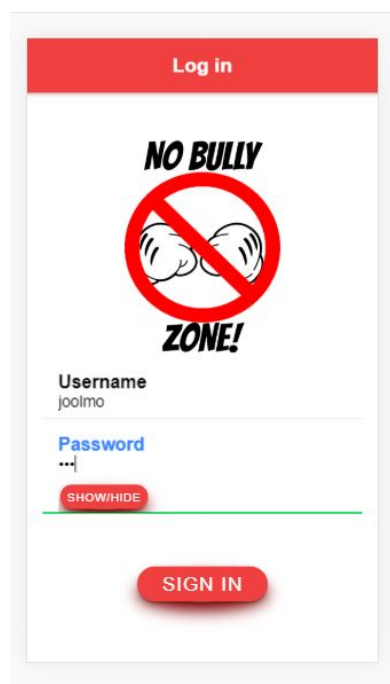 Log in
NO BULLY
ZONE!
Username
joolmo
Password
•••
SHOW/HIDE
SIGN IN